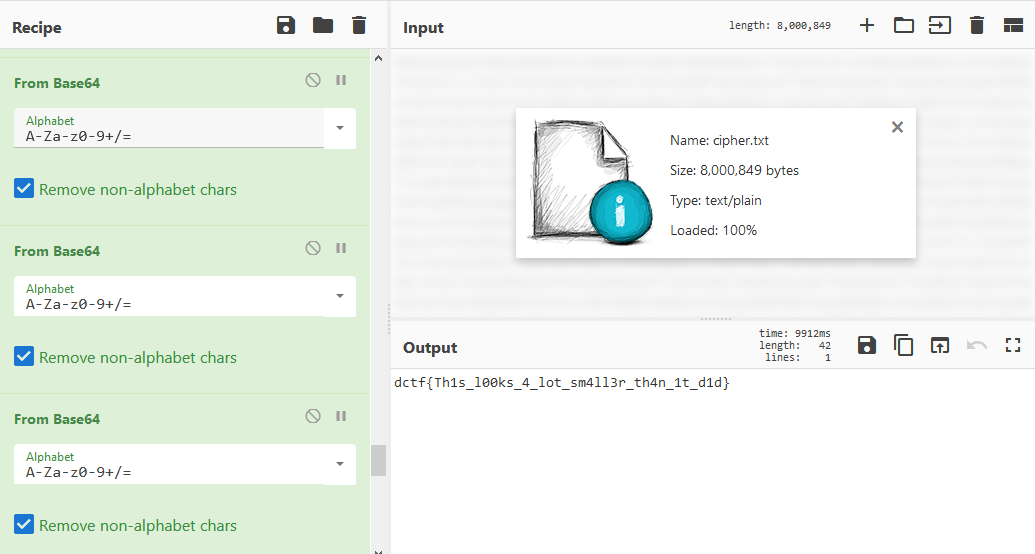 Recipe
From Base64
Alphabet
A-Za-z0-9+/=
Remove non-alphabet chars
From Base64
Alphabet
A-Za-z0-9+/=
Remove non-alphabet chars
From Base64
Alphabet
A-Za-z0-9+/=
Remove non-alphabet chars
Input
length: 8,000,849
Name: cipher.txt
Size: 8,000,849 bytes
Type: text/plain
Loaded: 100%
Output
time: 9912ms
length: 42
lines: 1
dctf{Th1s_l00ks_4_lot_sm4ll3r_th4n_1t_d1d}